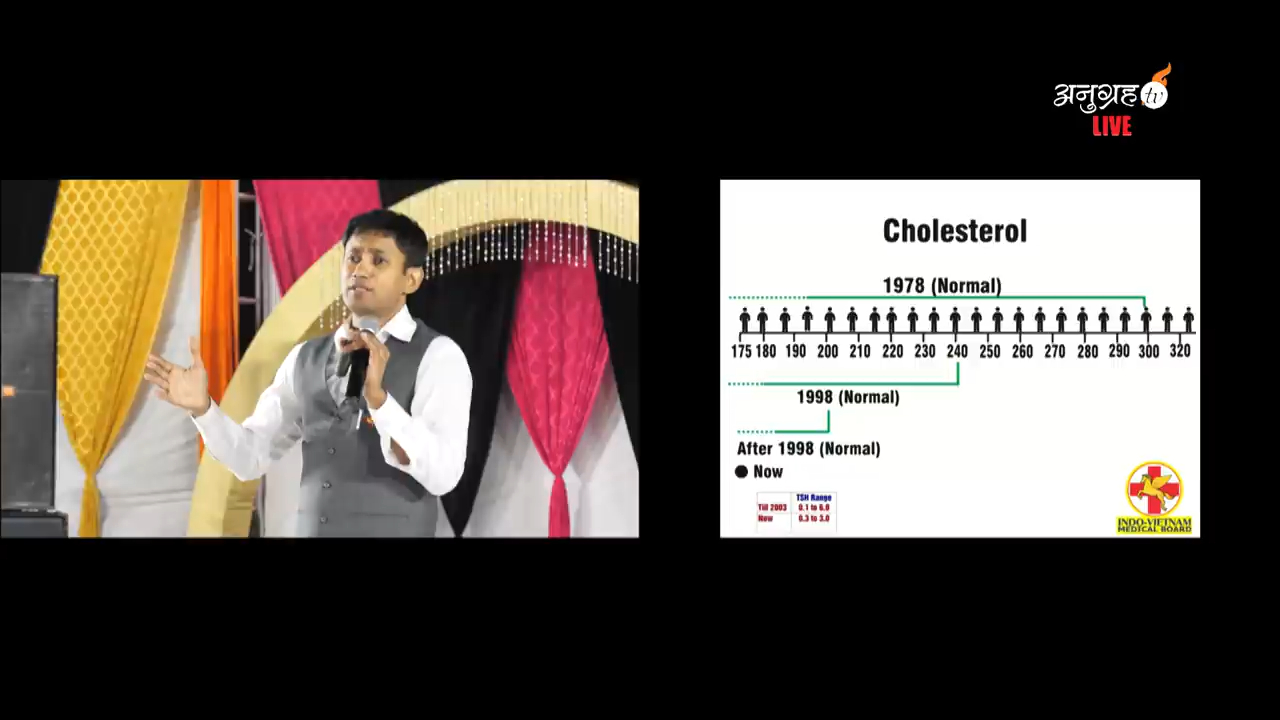 अनुग्रह tv
LIVE
Cholesterol
1978 (Normal)
175 180 190 200 210 220 230 240 250 260 270 280 290 300 320
1998 (Normal)
After 1998 (Normal)
Now
TSH Range
Till 2003 0.1 to 6.0
Now 0.3 to 3.0
INDO-VIETNAM
MEDICAL BOARD